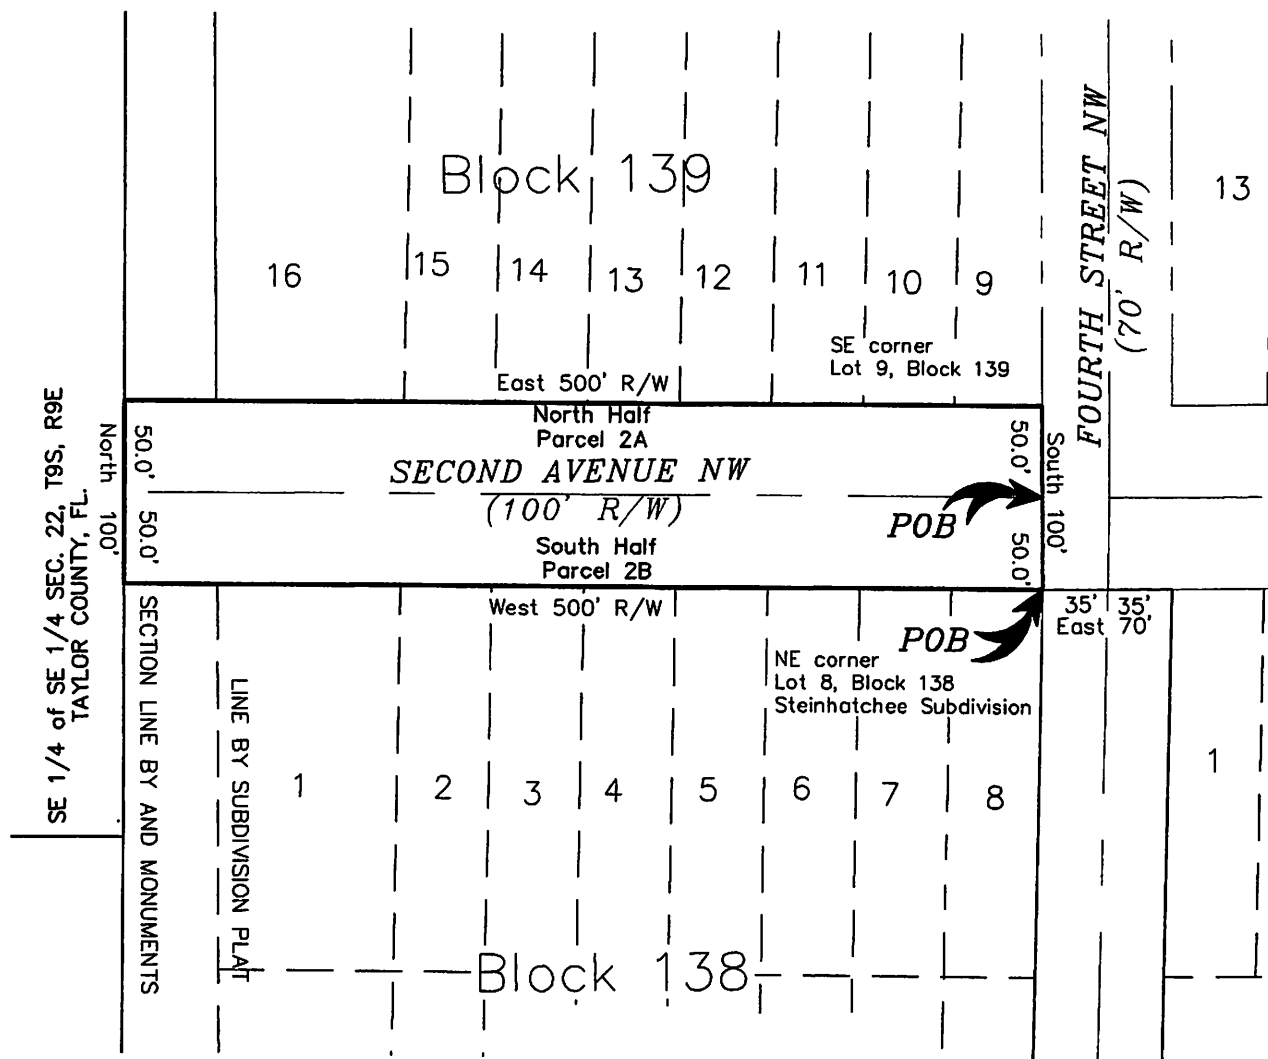 FOURTH STREET NW
(70' R/W)
13
Block 139
16
15
14
13
12
11
10
9
SE corner
Lot 9, Block 139
East 500' R/W
North Half
Parcel 2A
SECOND AVENUE NW
(100' R/W)
South Half
Parcel 2B
West 500' R/W
50.0'
50.0'
North 100'
50.0'
50.0'
South 100'
POB
POB
35' 35'
East 70'
NE corner
Lot 8, Block 138
Steinhatchee Subdivision
SE 1/4 of SE 1/4 SEC. 22, T9S, R9E
TAYLOR COUNTY, FL.
SECTION LINE BY AND MONUMENTS
LINE BY SUBDIVISION PLAT
1
2
3
4
5
6
7
8
1
Block 138